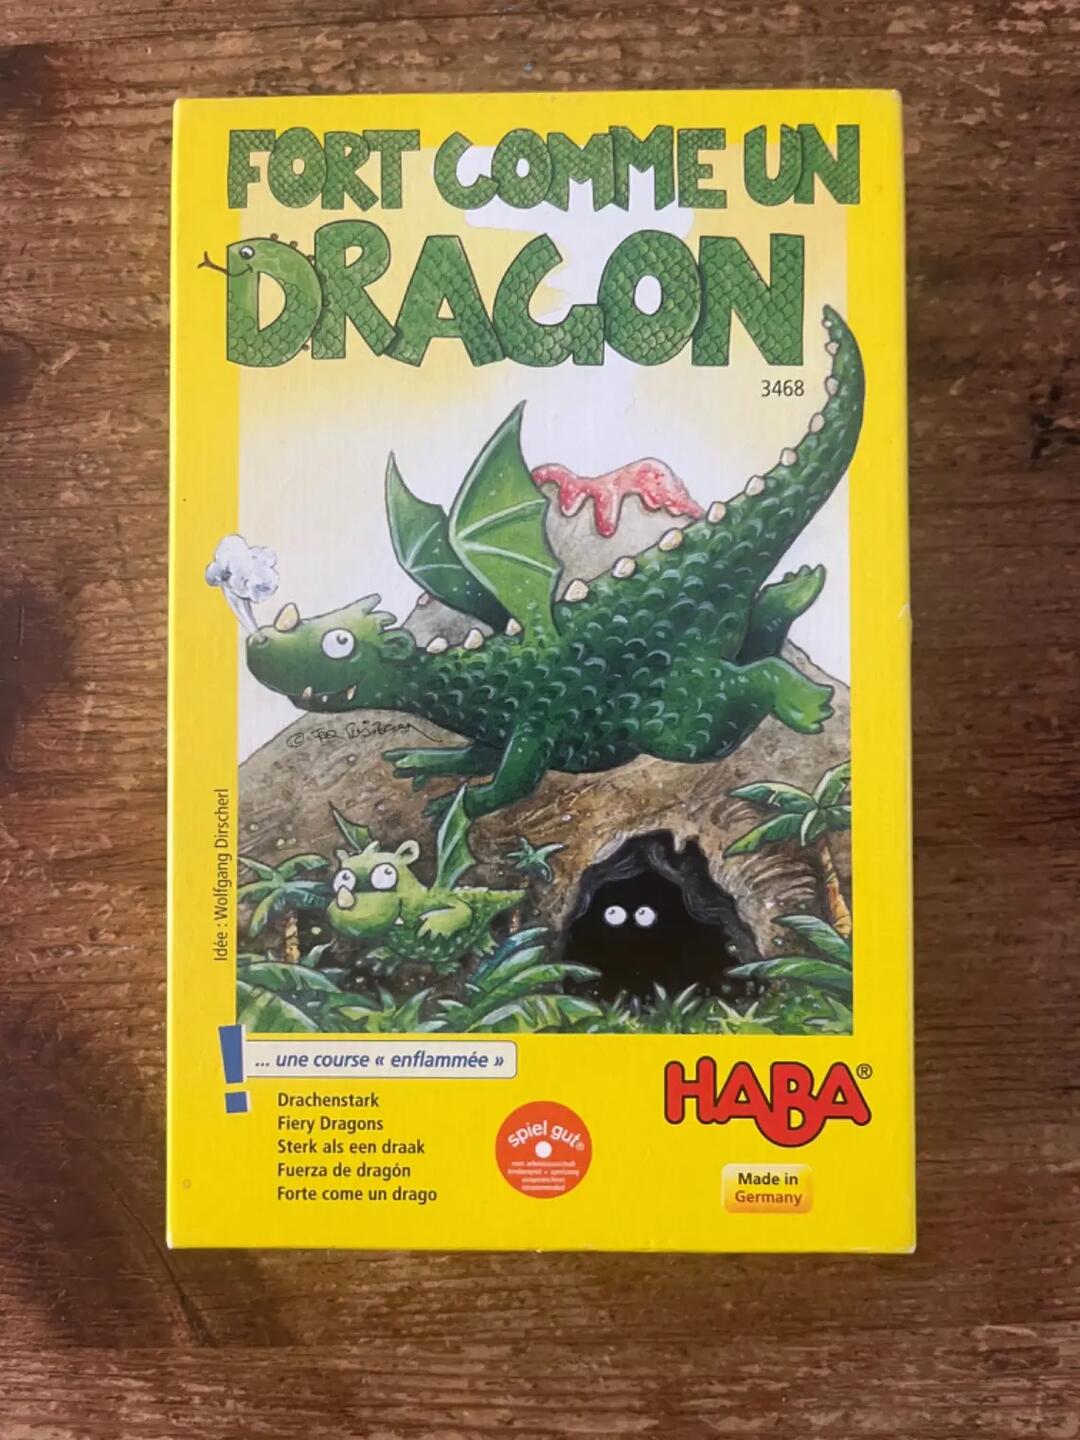 FORT COMME UN
DRAGON
3468
Idée : Wolfgang Dirscherl
... une course « enflammée »
Drachenstark
Fiery Dragons
Sterk als een draak
Fuerza de dragón
Forte come un drago
spiel gut®
recommended
HABA®
Made in
Germany